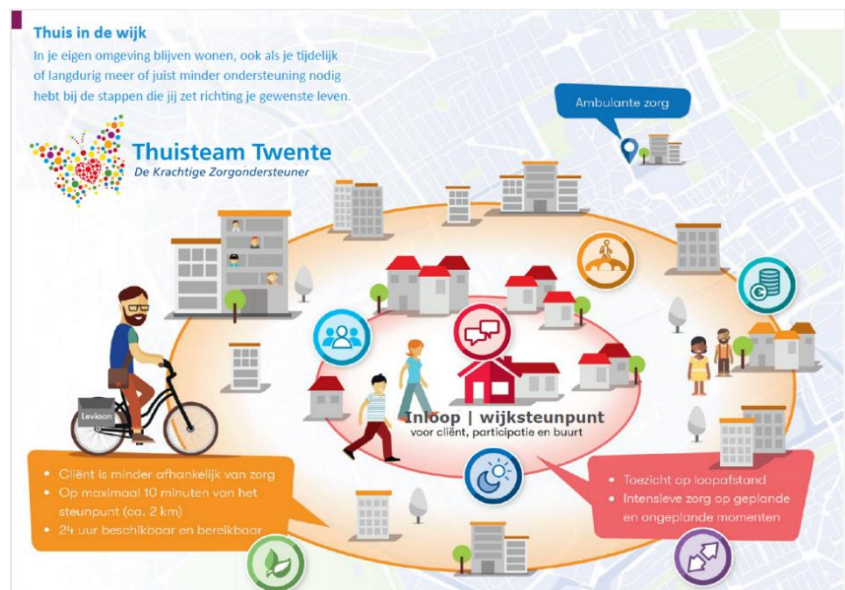 Thuis in de wijk
In je eigen omgeving blijven wonen, ook als je tijdelijk
of langdurig meer of juist minder ondersteuning nodig
hebt bij de stappen die jij zet richting je gewenste leven.
Ambulante zorg
Thuisteam Twente
De Krachtige Zorgondersteuner
Leviaan
Inloop | wijksteunpunt
voor cliënt, participatie en buurt
• Cliënt is minder afhankelijk van zorg
• Op maximaal 10 minuten van het
steunpunt (ca. 2 km)
• 24 uur beschikbaar en bereikbaar
• Toezicht op loopafstand
• Intensieve zorg op geplande
en ongeplande momenten